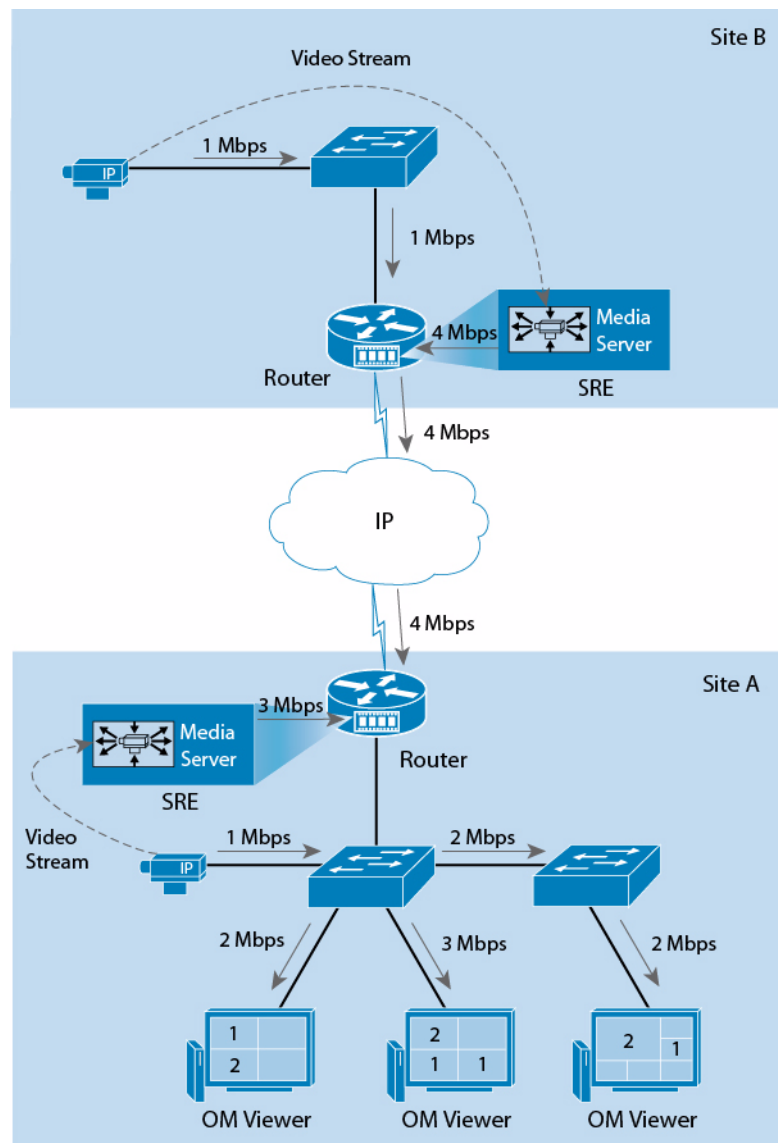 Site B
Video Stream
1 Mbps
IP
1 Mbps
4 Mbps
Media
Server
Router
SRE
4 Mbps
IP
4 Mbps
Site A
3 Mbps
Media
Server
Router
SRE
Video
Stream
1 Mbps
2 Mbps
IP
2 Mbps
3 Mbps
2 Mbps
1
2
2
1
1
2
1
OM Viewer
OM Viewer
OM Viewer